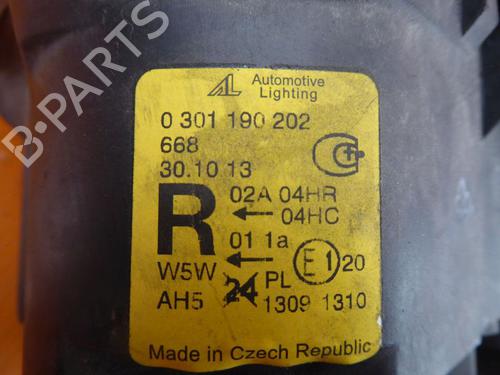 AL Automotive
Lighting
0 301 190 202
668
30.10 13
R 02A 04HR
← 04HC
01 1a
W5W ← E1 20
AH5 24 PL 1309 1310
Made in Czech Republic
B-PARTS